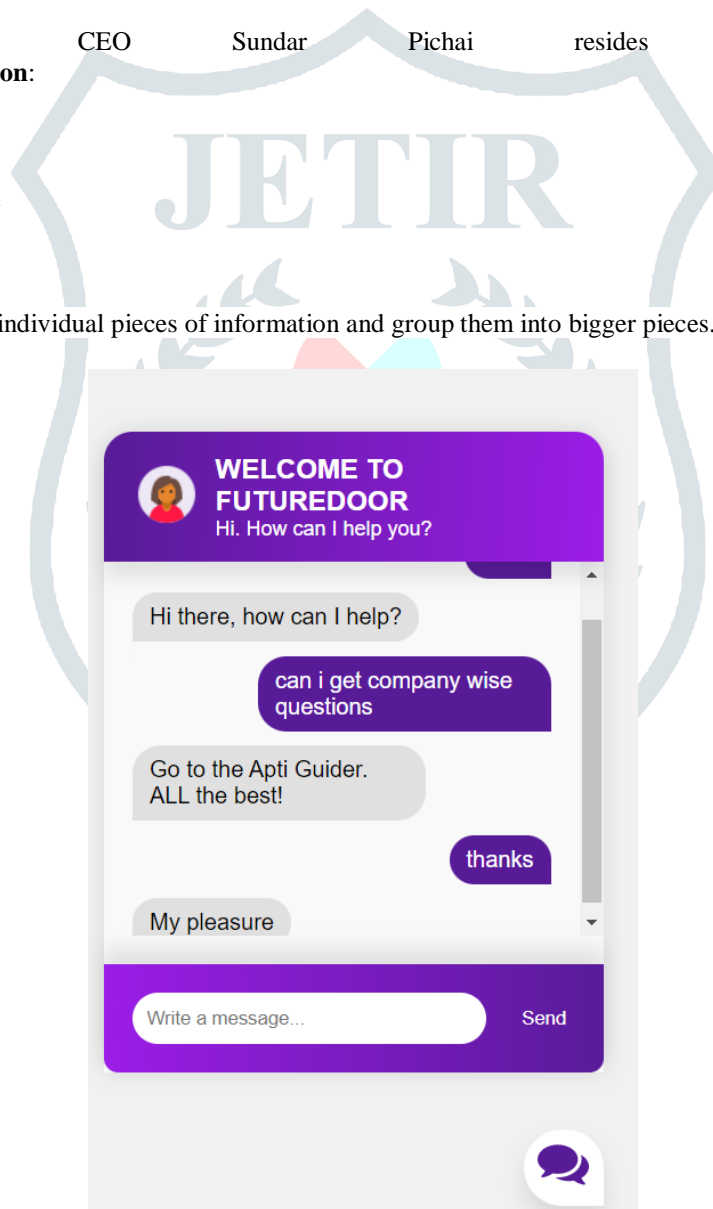 CEO Sundar Pichai resides
on:
JETIR
individual pieces of information and group them into bigger pieces.
WELCOME TO
FUTUREDOOR
Hi. How can I help you?
Hi there, how can I help?
can i get company wise
questions
Go to the Apti Guider.
ALL the best!
thanks
My pleasure
Write a message...
Send